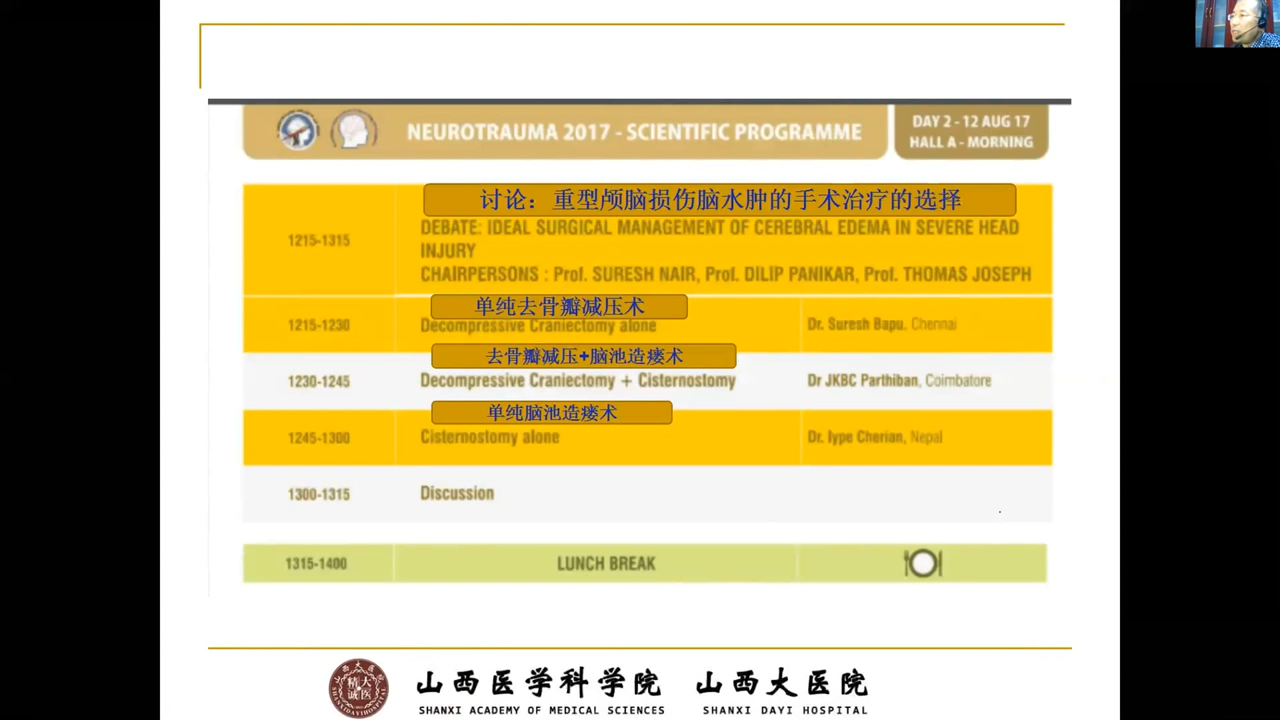 NEUROTRAUMA 2017 - SCIENTIFIC PROGRAMME
DAY 2 - 12 AUG 17
HALL A - MORNING
讨论：重型颅脑损伤脑水肿的手术治疗的选择
1215-1315
DEBATE: IDEAL SURGICAL MANAGEMENT OF CEREBRAL EDEMA IN SEVERE HEAD
INJURY
CHAIRPERSONS : Prof. SURESH NAIR, Prof. DILIP PANIKAR, Prof. THOMAS JOSEPH
单纯去骨瓣减压术
1215-1230 Decompressive Craniectomy alone Dr. Suresh Bapu, Chennai
去骨瓣减压+脑池造瘘术
1230-1245 Decompressive Craniectomy + Cisternostomy Dr JKBC Parthiban, Coimbatore
单纯脑池造瘘术
1245-1300 Cisternostomy alone Dr. Iype Cherian, Nepal
1300-1315 Discussion
1315-1400 LUNCH BREAK
山西医学科学院 山西大医院
SHANXI ACADEMY OF MEDICAL SCIENCES SHANXI DAYI HOSPITAL